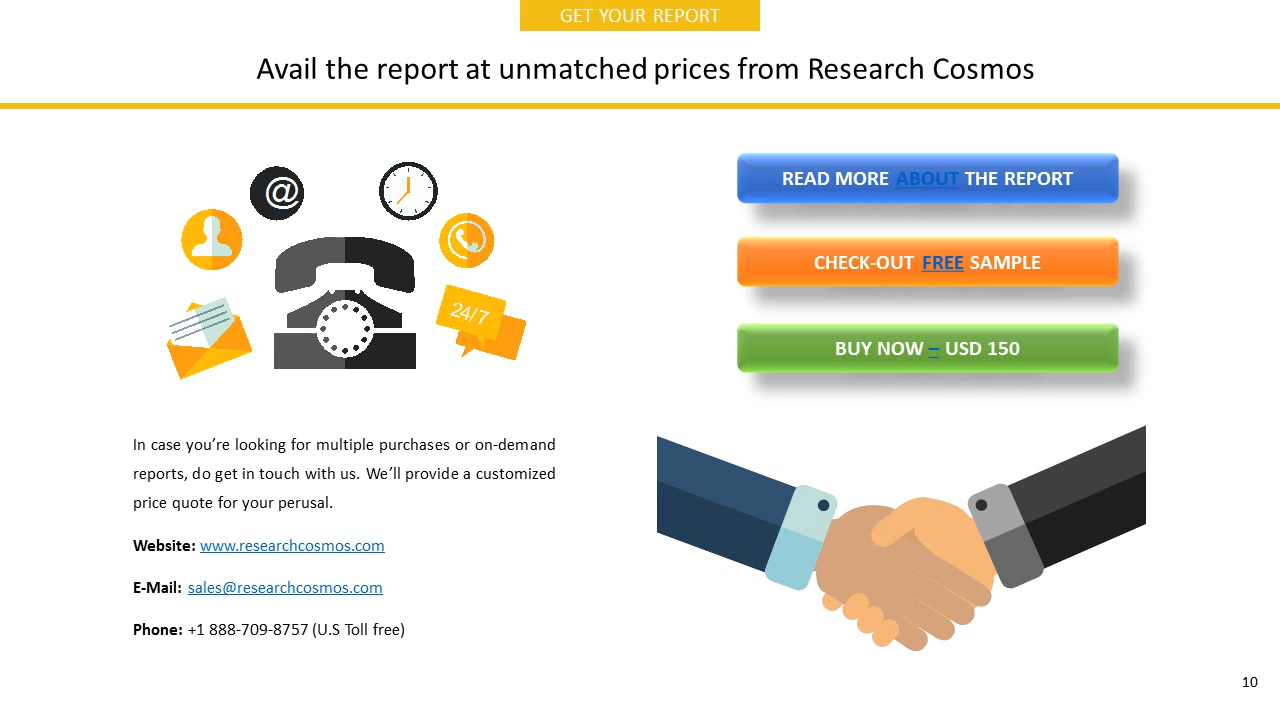 GET YOUR REPORT
Avail the report at unmatched prices from Research Cosmos
@
24/7
READ MORE ABOUT THE REPORT
CHECK-OUT FREE SAMPLE
BUY NOW – USD 150
In case you’re looking for multiple purchases or on-demand
reports, do get in touch with us. We’ll provide a customized
price quote for your perusal.
Website: www.researchcosmos.com
E-Mail: sales@researchcosmos.com
Phone: +1 888-709-8757 (U.S Toll free)
10